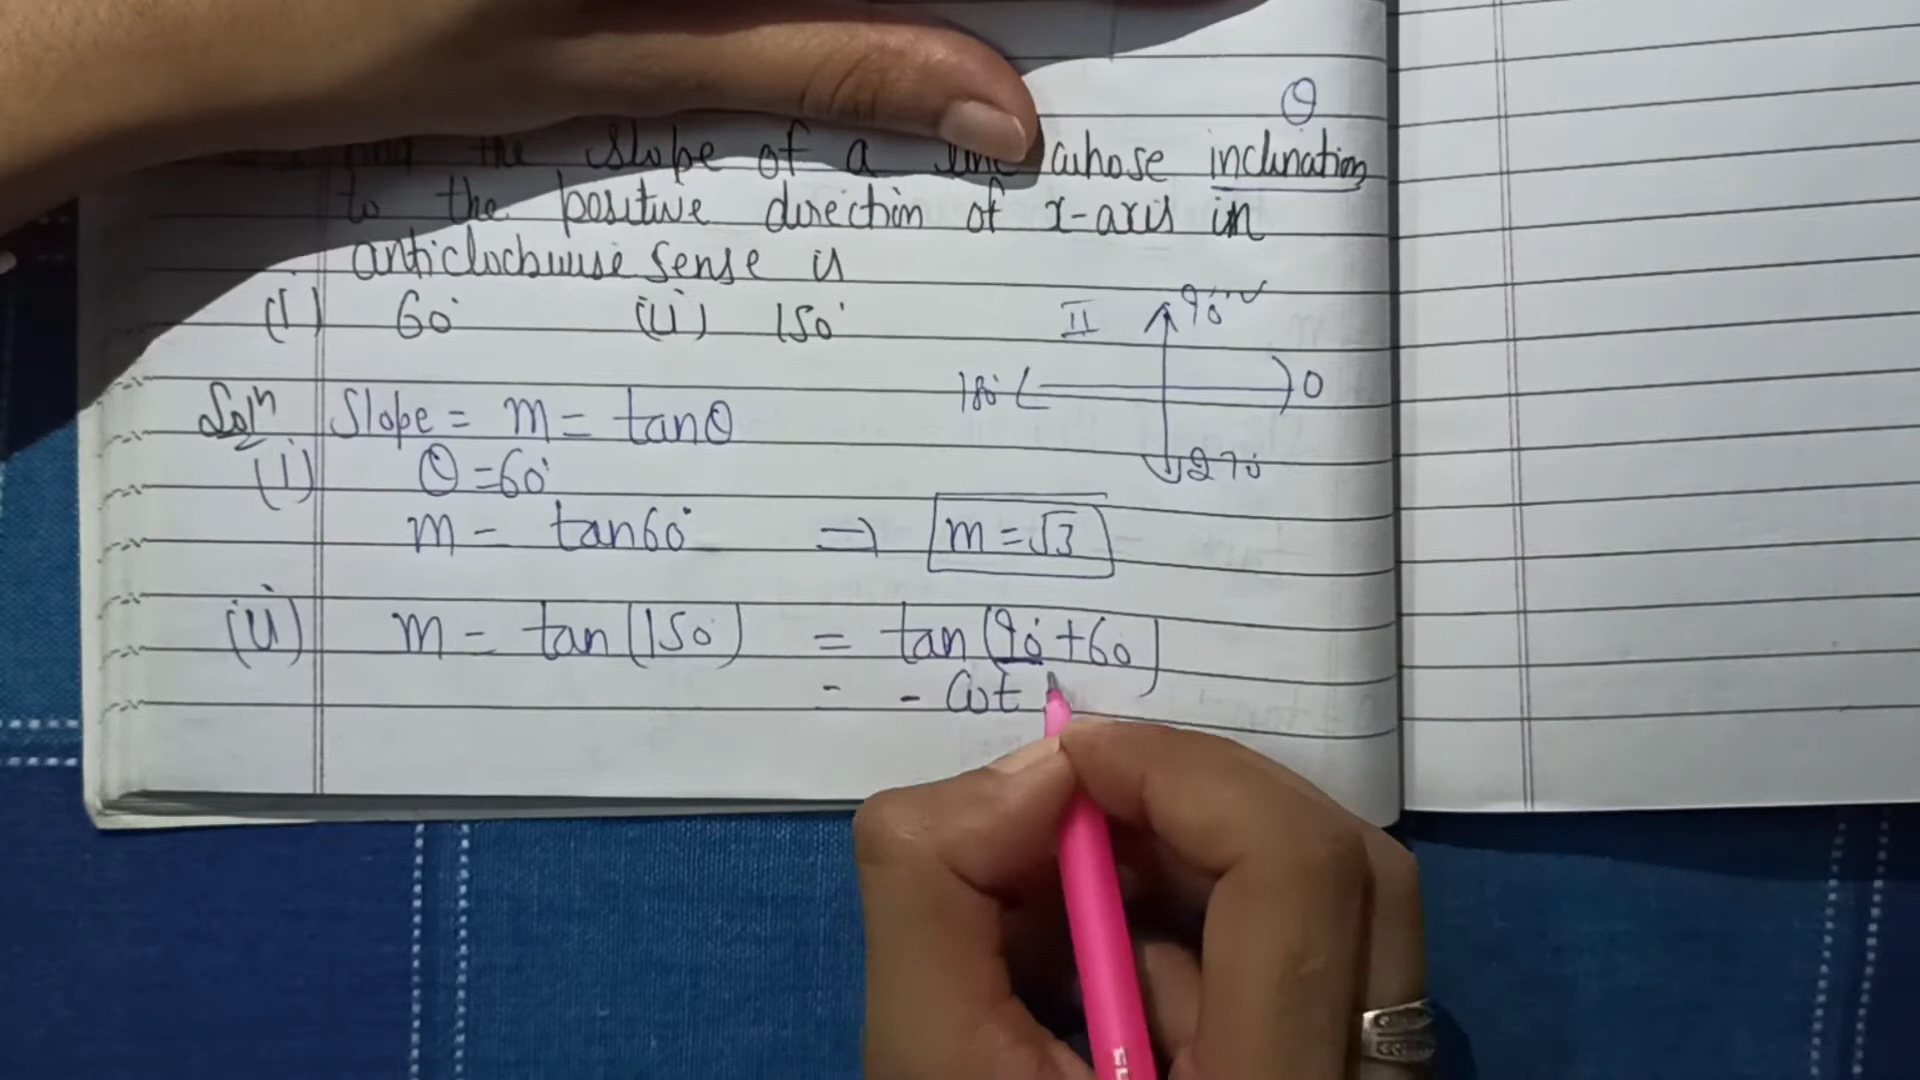 θ
the slope of a line whose inclination
to the positive direction of x-axis in
anticlockwise sense is
(i) 60° (ii) 150°
II 90°
180° 0
270°
Soln Slope = m = tanθ
(i) θ = 60°
m = tan60° ⇒ m = √3
(ii) m = tan(150°) = tan(90° + 60°)
= - cot